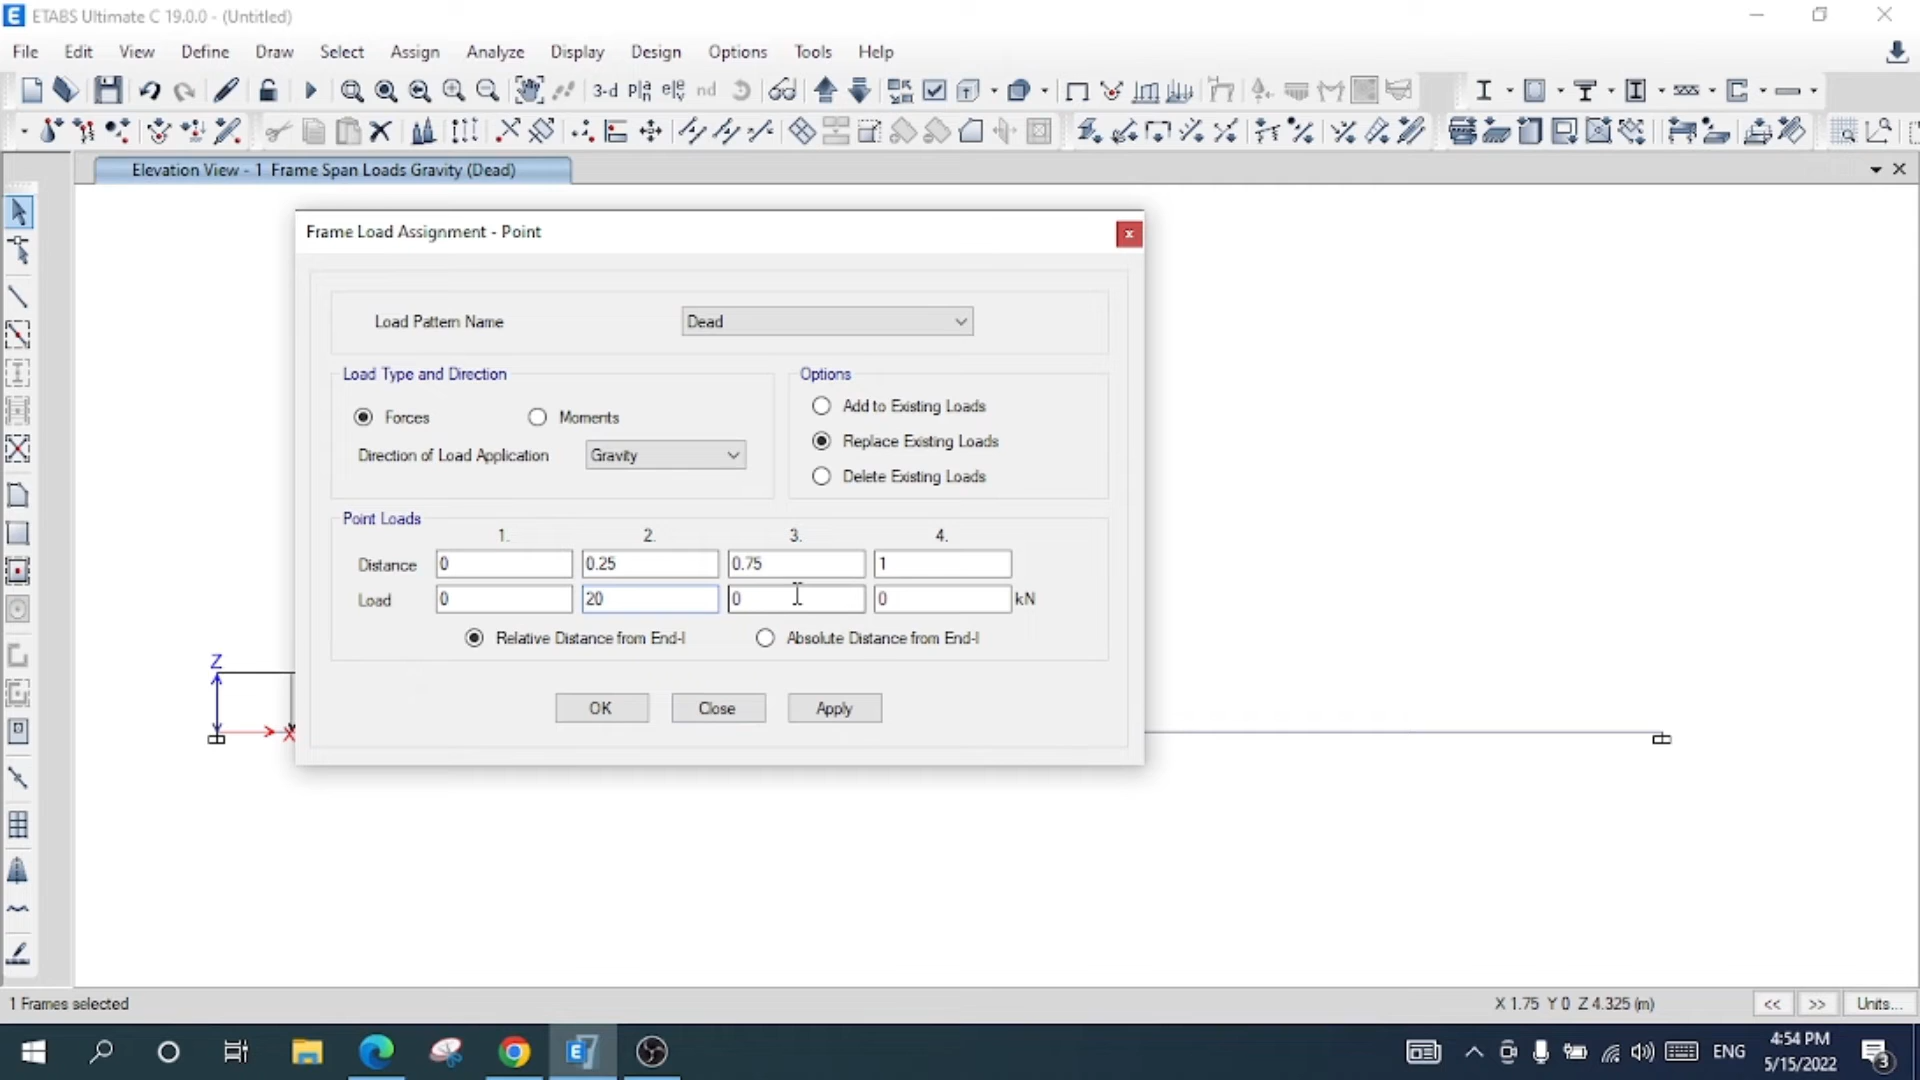 ETABS Ultimate C 19.0.0 - (Untitled)
File Edit View Define Draw Select Assign Analyze Display Design Options Tools Help
3-d Pla ele nd
Elevation View - 1 Frame Span Loads Gravity (Dead)
Frame Load Assignment - Point
Load Pattern Name Dead
Load Type and Direction
Forces Moments
Direction of Load Application Gravity
Options
Add to Existing Loads
Replace Existing Loads
Delete Existing Loads
Point Loads
1. 2. 3. 4.
Distance 0 0.25 0.75 1
Load 0 20 0 0 kN
Relative Distance from End-I Absolute Distance from End-I
OK Close Apply
Z
X
1 Frames selected
X 1.75 Y 0 Z 4.325 (m)
<< >> Units...
ENG
4:54 PM
5/15/2022
3